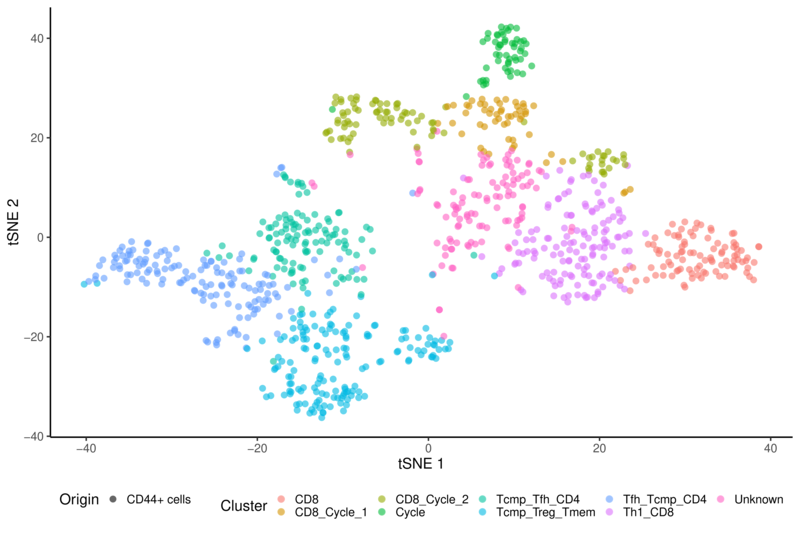 40
20
0
−20
−40
tSNE 2
−40 −20 0 20 40
tSNE 1
Origin CD44+ cells Cluster CD8 CD8_Cycle_2 Tcmp_Tfh_CD4 Tfh_Tcmp_CD4 Unknown
CD8_Cycle_1 Cycle Tcmp_Treg_Tmem Th1_CD8